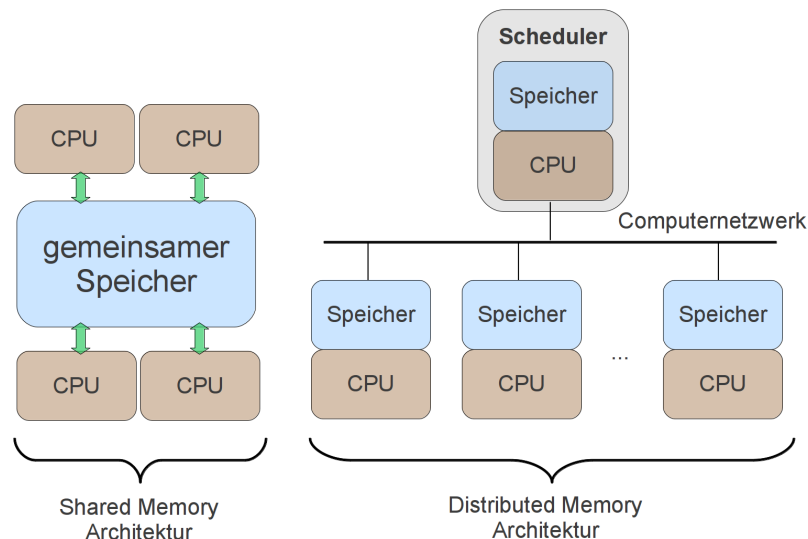 CPU
CPU
gemeinsamer
Speicher
CPU
CPU
Shared Memory
Architektur
Scheduler
Speicher
CPU
Computernetzwerk
Speicher
CPU
Speicher
CPU
...
Speicher
CPU
Distributed Memory
Architektur